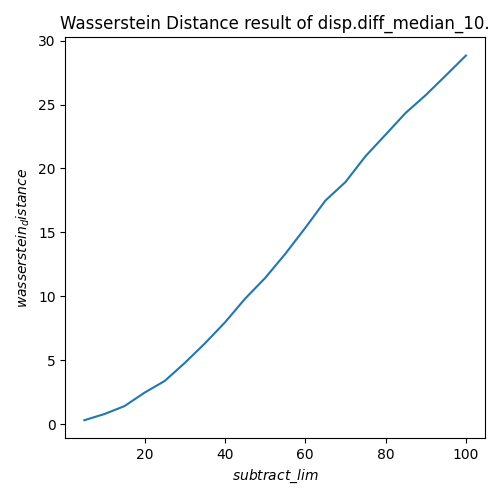 Wasserstein Distance result of disp.diff_median_10.
30
25
20
15
10
5
0
wasserstein_distance
20 40 60 80 100
subtract_lim